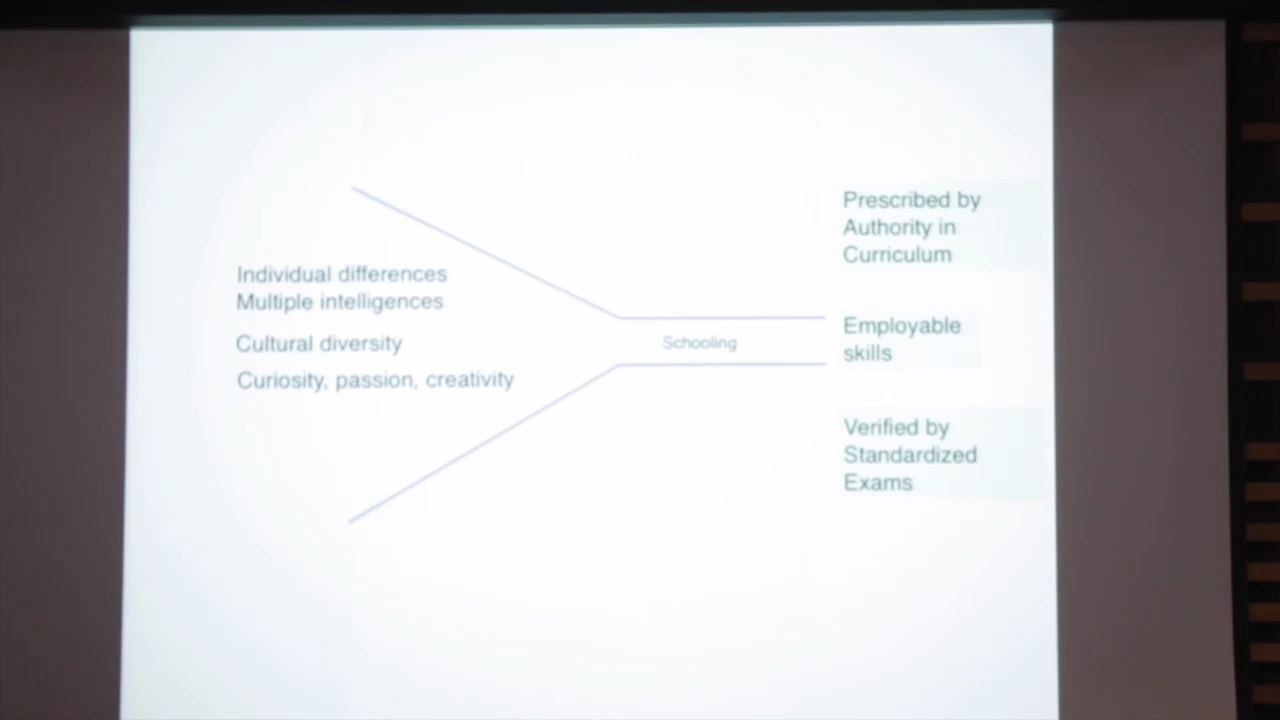 Individual differences
Multiple intelligences
Cultural diversity
Curiosity, passion, creativity
Schooling
Prescribed by
Authority in
Curriculum
Employable
skills
Verified by
Standardized
Exams